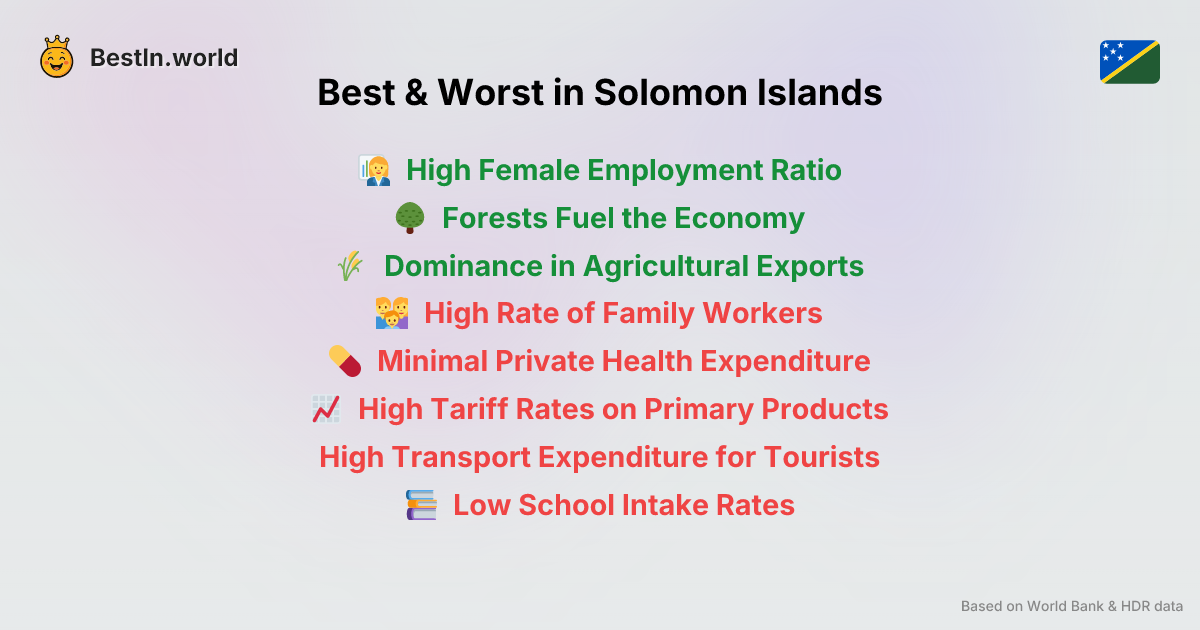 BestIn.world
Best & Worst in Solomon Islands
High Female Employment Ratio
Forests Fuel the Economy
Dominance in Agricultural Exports
High Rate of Family Workers
Minimal Private Health Expenditure
High Tariff Rates on Primary Products
High Transport Expenditure for Tourists
Low School Intake Rates
Based on World Bank & HDR data